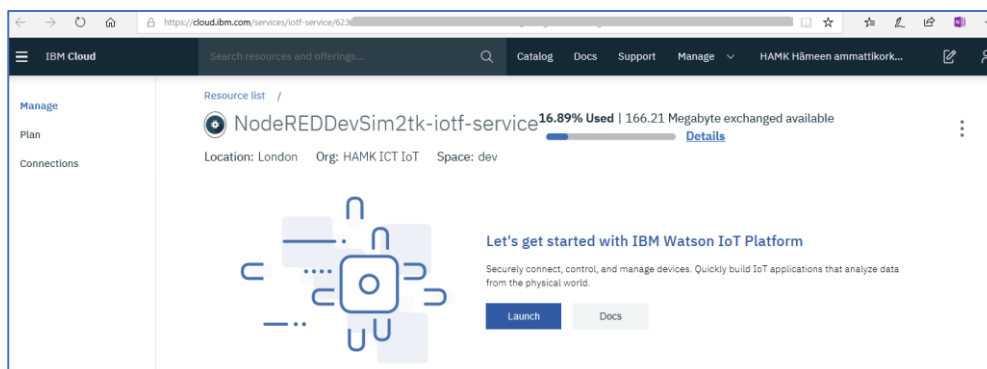 https://cloud.ibm.com/services/iotf-service/623
IBM Cloud Search resources and offerings... Catalog Docs Support Manage HAMK Hämeen ammattikork...
Manage
Plan
Connections
Resource list /
NodeREDDevSim2tk-iotf-service 16.89% Used | 166.21 Megabyte exchanged available
Details
Location: London Org: HAMK ICT IoT Space: dev
Let's get started with IBM Watson IoT Platform
Securely connect, control, and manage devices. Quickly build IoT applications that analyze data
from the physical world.
Launch Docs